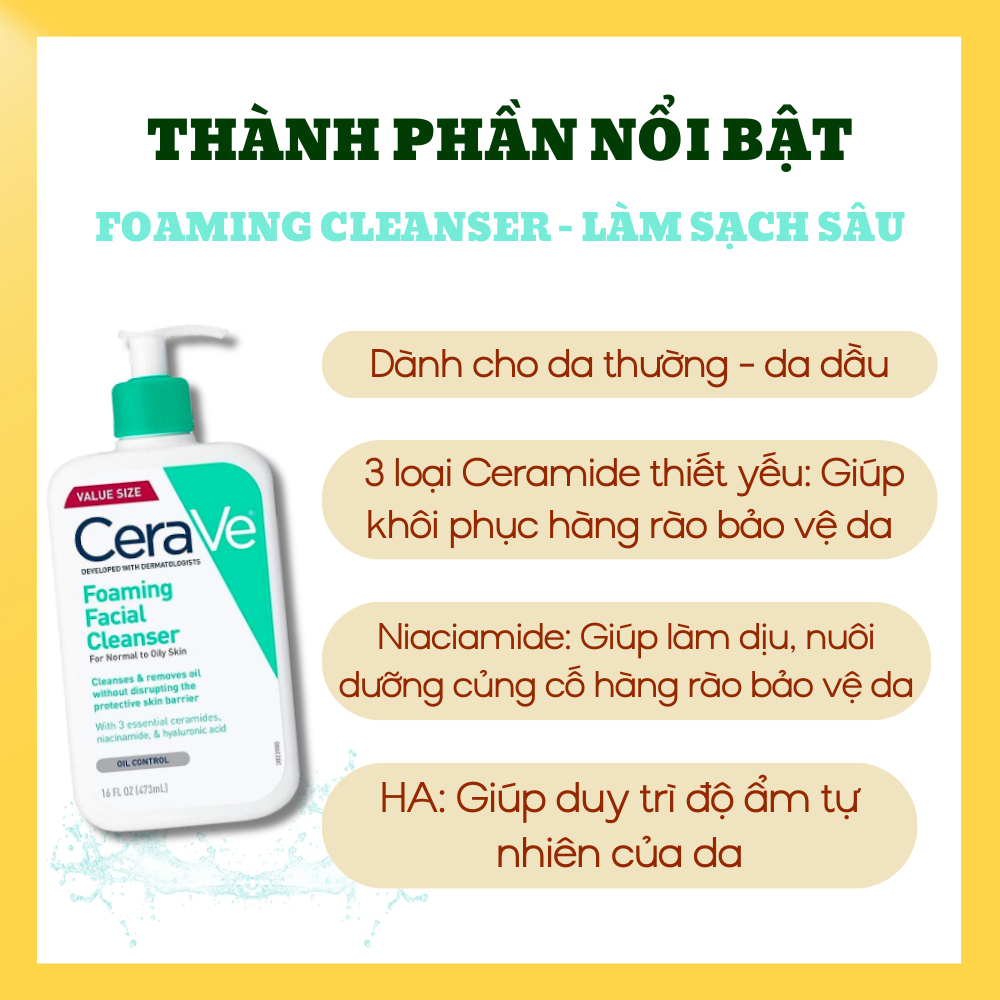 THÀNH PHẦN NỔI BẬT
FOAMING CLEANSER - LÀM SẠCH SÂU
Dành cho da thường - da dầu
3 loại Ceramide thiết yếu: Giúp
khôi phục hàng rào bảo vệ da
Niaciamide: Giúp làm dịu, nuôi
dưỡng củng cố hàng rào bảo vệ da
HA: Giúp duy trì độ ẩm tự
nhiên của da
VALUE SIZE
CeraVe
DEVELOPED WITH DERMATOLOGISTS
Foaming
Facial
Cleanser
For Normal to Oily Skin
Cleanses & removes oil
without disrupting the
protective skin barrier
With 3 essential ceramides,
niacinamide, & hyaluronic acid
OIL CONTROL
16 FL OZ (473mL)